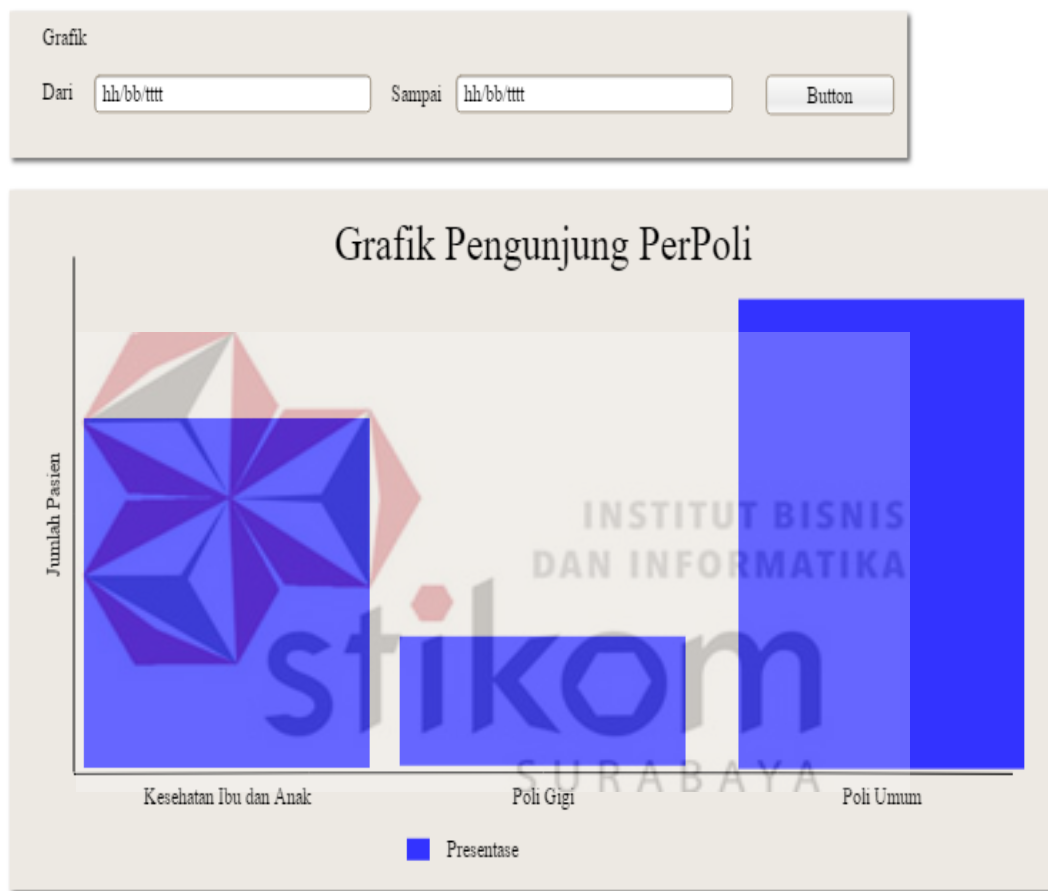 Grafik
Dari hh/bb/tttt Sampai hh/bb/tttt Button
Grafik Pengunjung PerPoli
Jumlah Pasien
INSTITUT BISNIS
DAN INFORMATIKA
stikom
SURABAYA
Kesehatan Ibu dan Anak Poli Gigi Poli Umum
Presentase